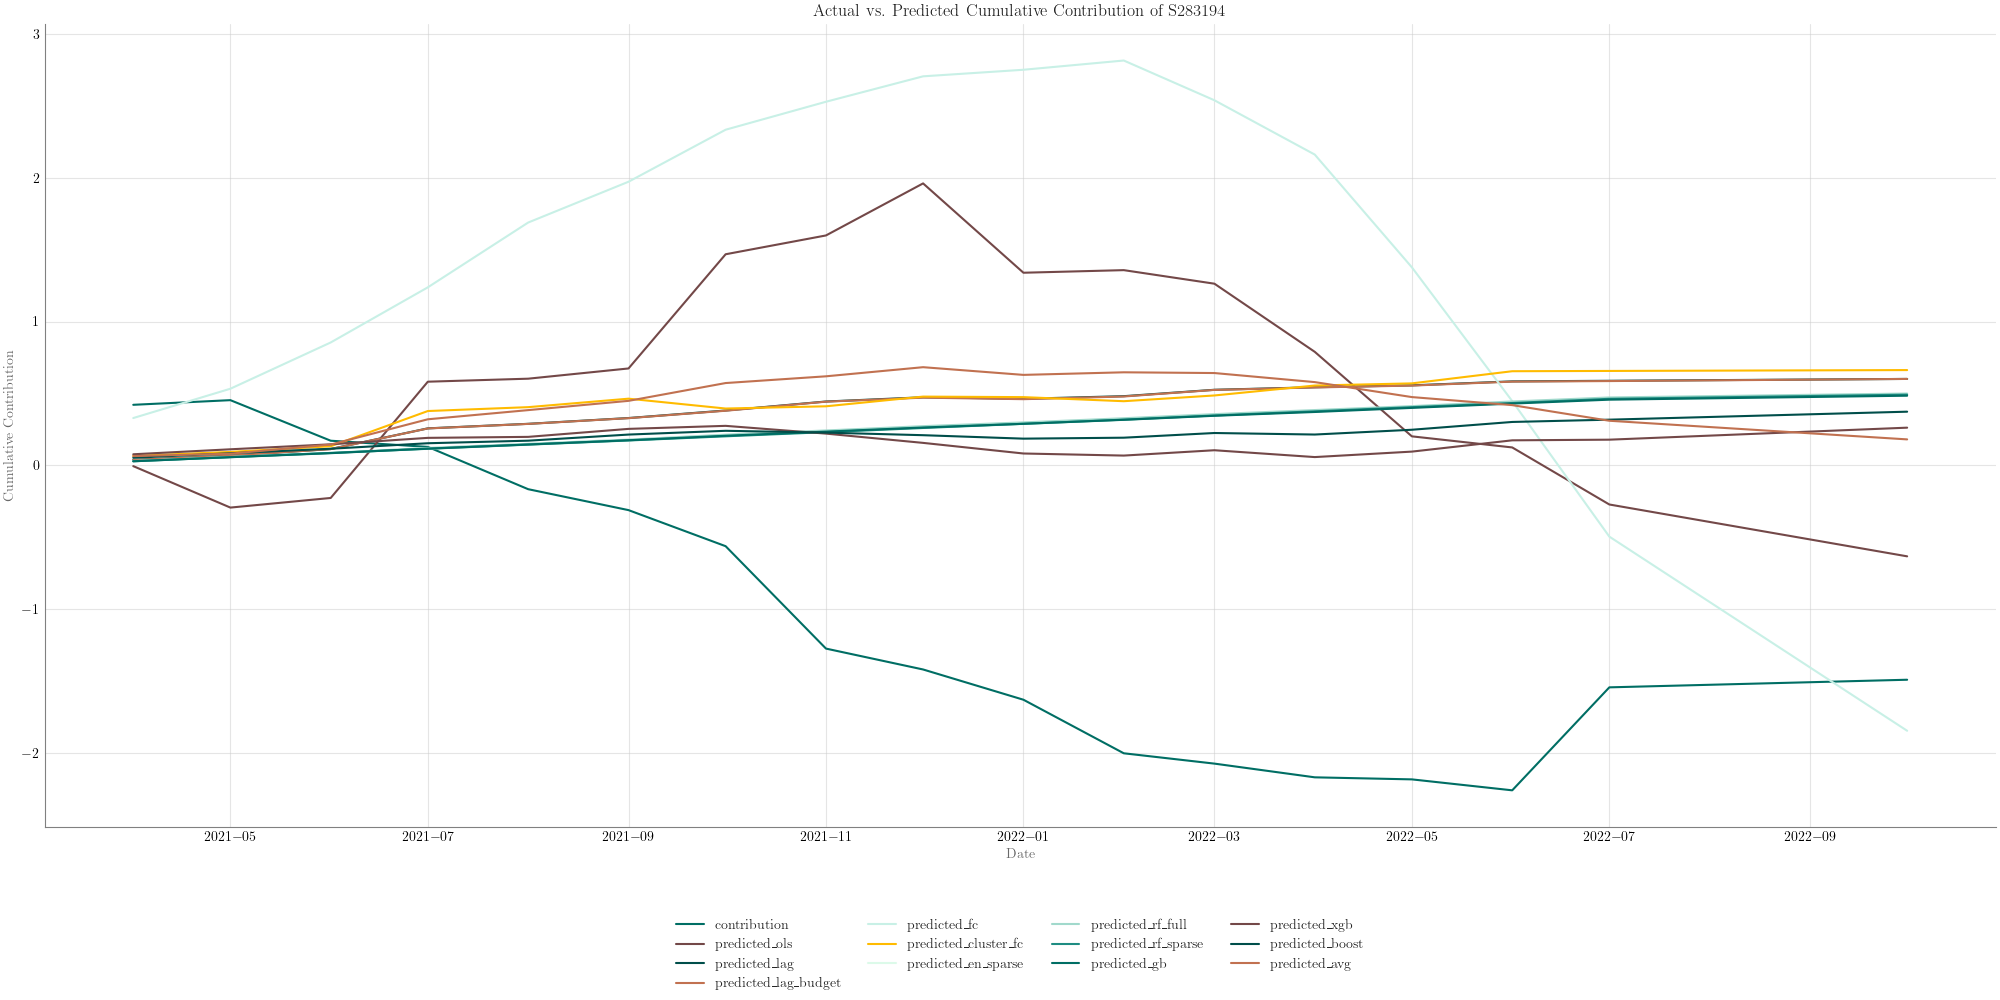 Actual vs. Predicted Cumulative Contribution of S283194
3
2
1
0
−1
−2
Cumulative Contribution
2021−05 2021−07 2021−09 2021−11 2022−01 2022−03 2022−05 2022−07 2022−09
Date
contribution predicted_fc predicted_rf_full predicted_xgb
predicted_ols predicted_cluster_fc predicted_rf_sparse predicted_boost
predicted_lag predicted_en_sparse predicted_gb predicted_avg
predicted_lag_budget